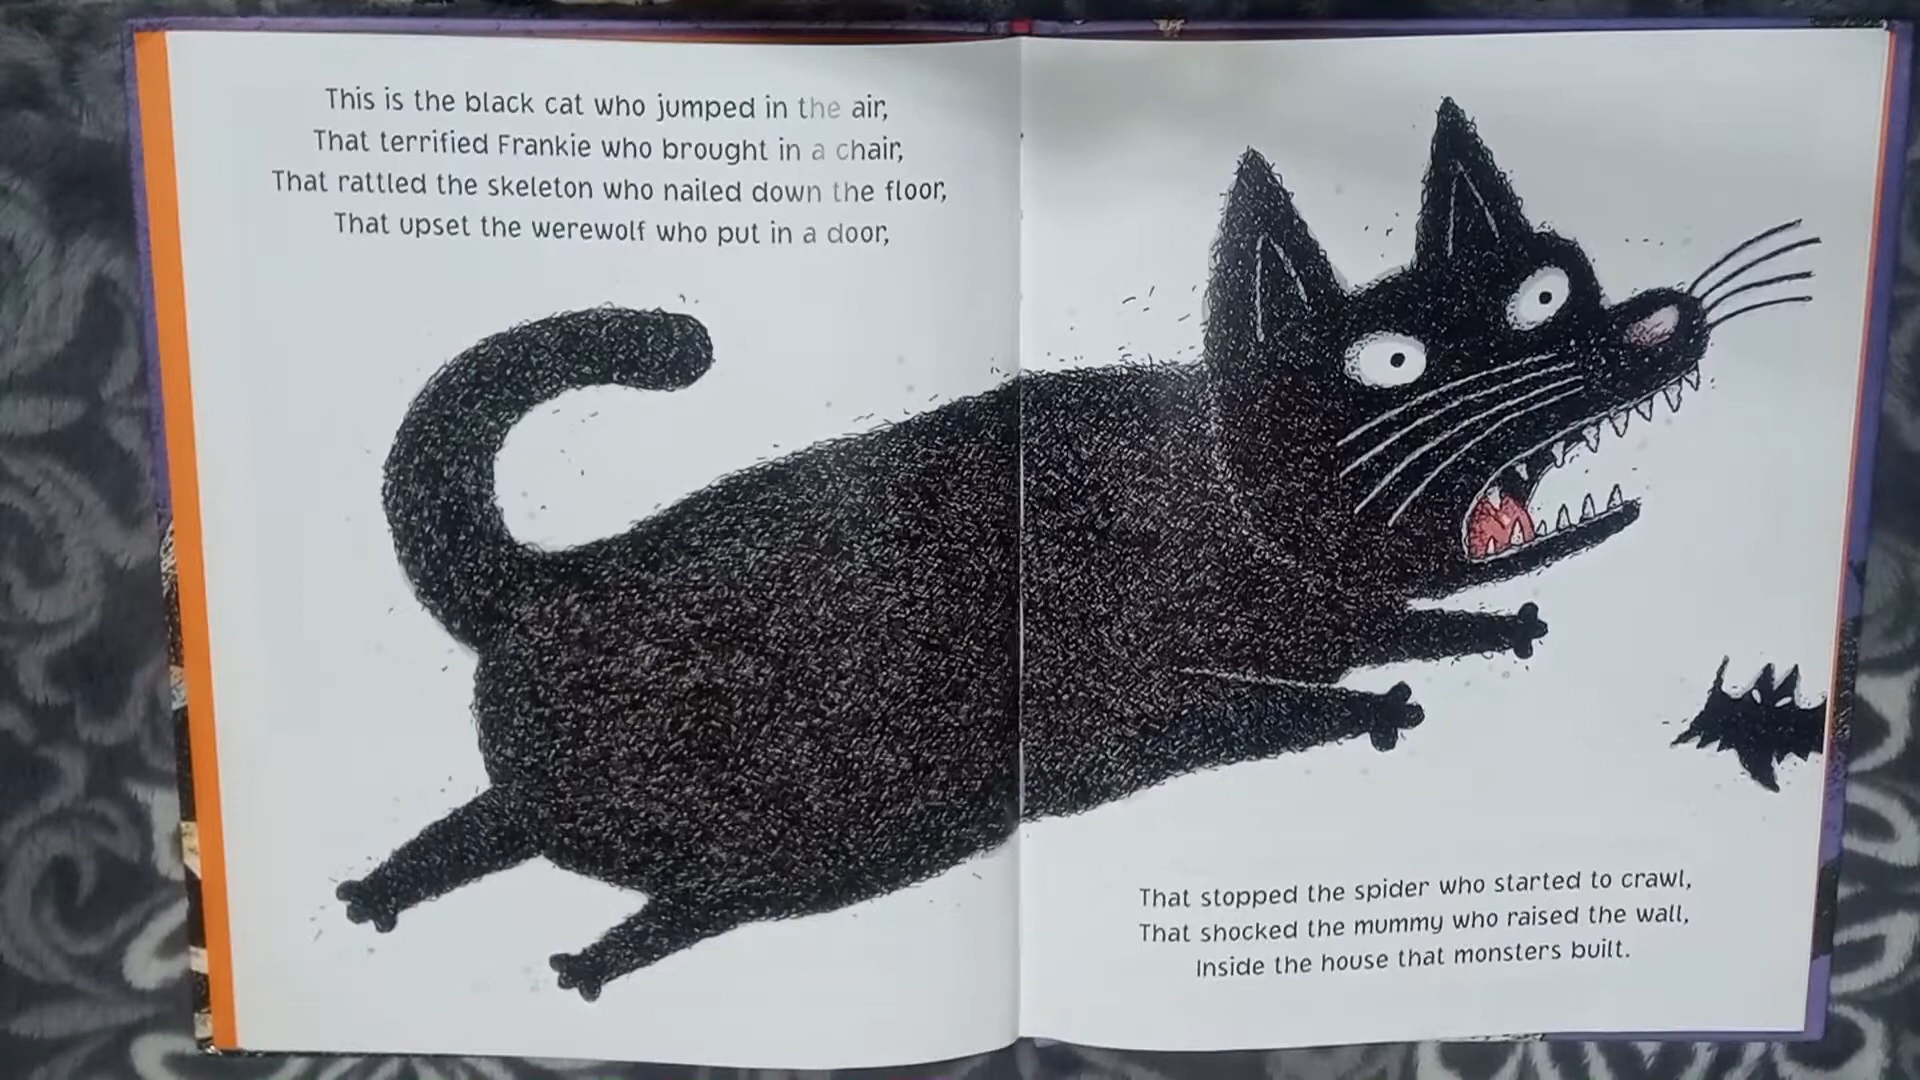 This is the black cat who jumped in the air,
That terrified Frankie who brought in a chair,
That rattled the skeleton who nailed down the floor,
That upset the werewolf who put in a door,
That stopped the spider who started to crawl,
That shocked the mummy who raised the wall,
Inside the house that monsters built.